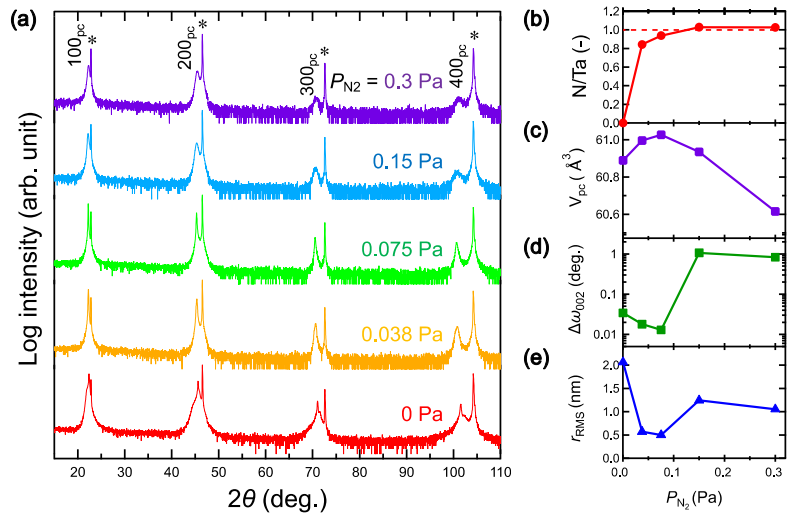 (a)
100pc
*
200pc
*
300pc
*
400pc
*
PN2 = 0.3 Pa
0.15 Pa
0.075 Pa
0.038 Pa
0 Pa
Log intensity (arb. unit)
20 30 40 50 60 70 80 90 100 110
2θ (deg.)
(b)
N/Ta (-)
1.0
0.8
0.6
0.4
0.2
0.0
(c)
Vpc (Å3)
61.0
60.8
60.6
(d)
Δω002 (deg.)
1
0.1
0.01
(e)
rRMS (nm)
2.0
1.5
1.0
0.5
0.0
0.0 0.1 0.2 0.3
PN2 (Pa)